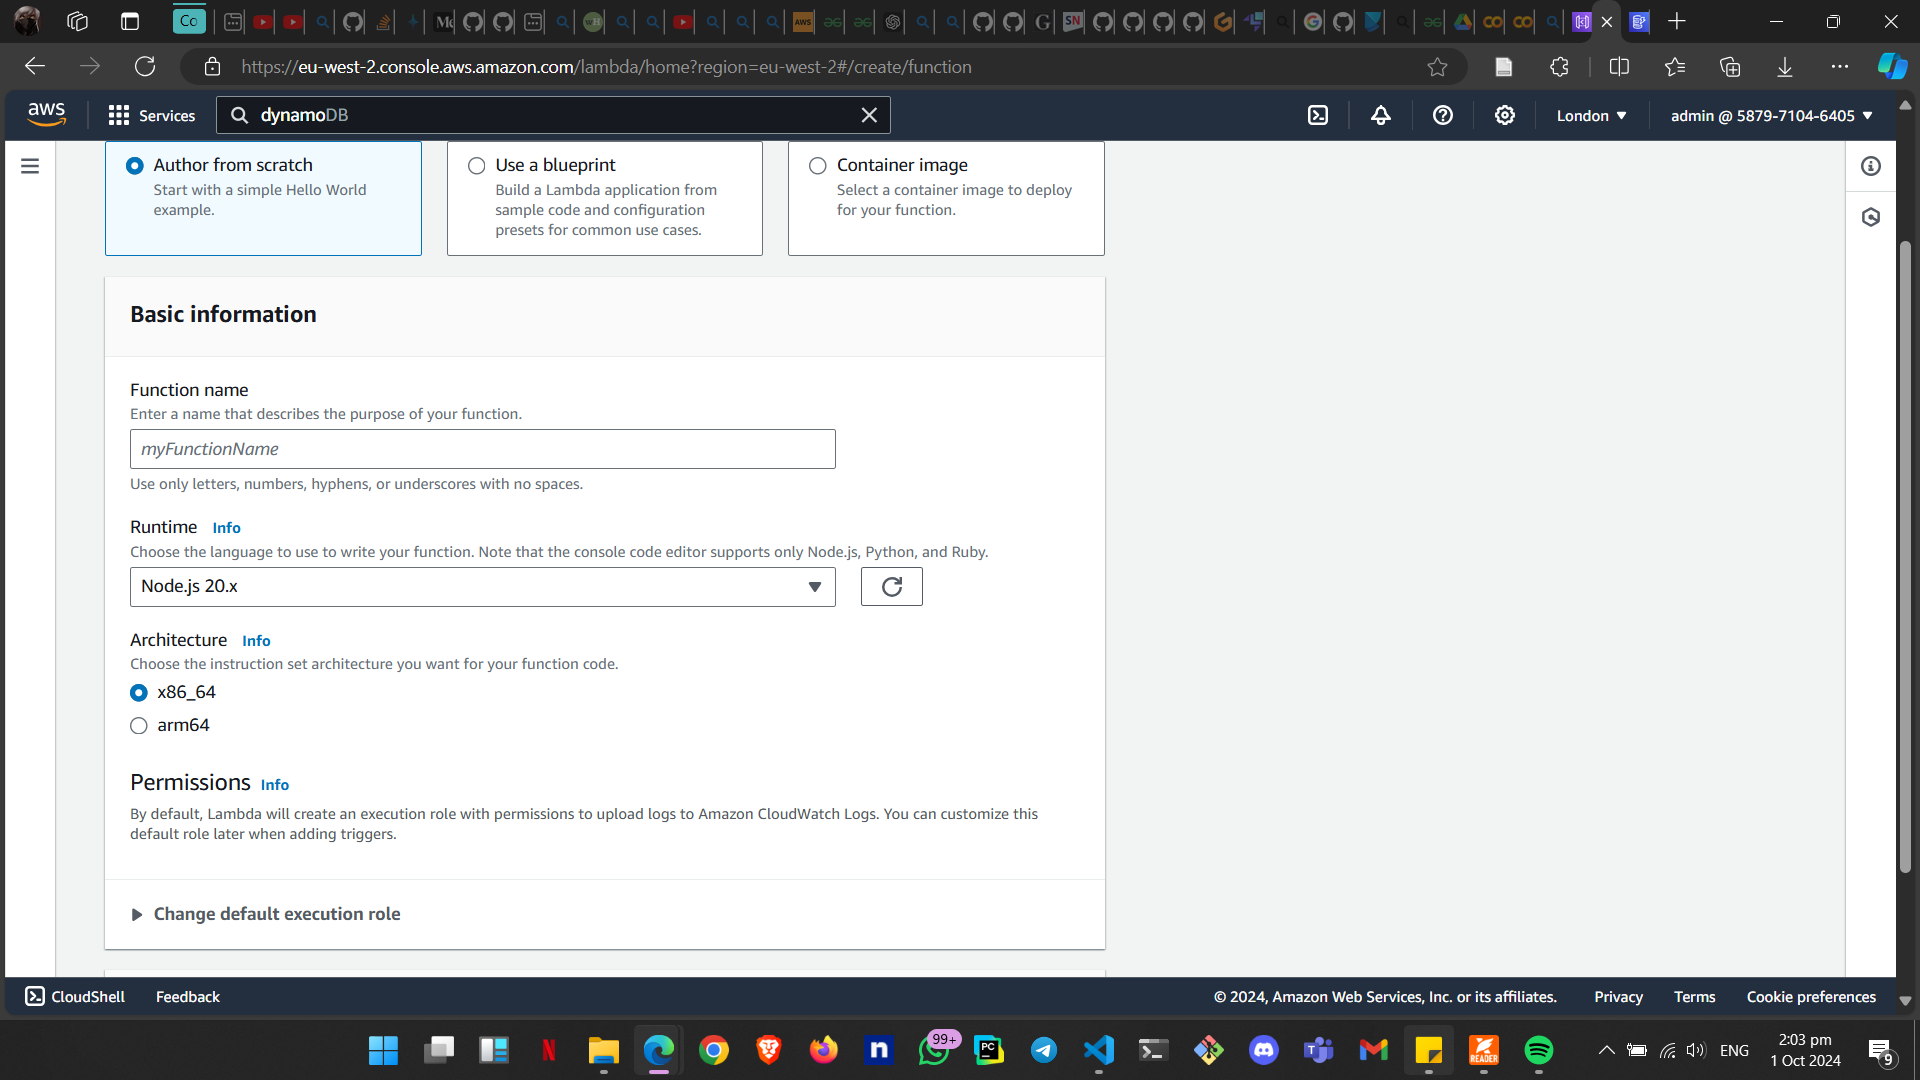 Co
https://eu-west-2.console.aws.amazon.com/lambda/home?region=eu-west-2#/create/function
aws
Services
dynamoDB
London
admin @ 5879-7104-6405
Author from scratch
Start with a simple Hello World
example.
Use a blueprint
Build a Lambda application from
sample code and configuration
presets for common use cases.
Container image
Select a container image to deploy
for your function.
Basic information
Function name
Enter a name that describes the purpose of your function.
myFunctionName
Use only letters, numbers, hyphens, or underscores with no spaces.
Runtime Info
Choose the language to use to write your function. Note that the console code editor supports only Node.js, Python, and Ruby.
Node.js 20.x
Architecture Info
Choose the instruction set architecture you want for your function code.
x86_64
arm64
Permissions Info
By default, Lambda will create an execution role with permissions to upload logs to Amazon CloudWatch Logs. You can customize this
default role later when adding triggers.
Change default execution role
CloudShell
Feedback
© 2024, Amazon Web Services, Inc. or its affiliates.
Privacy
Terms
Cookie preferences
99+
ENG
2:03 pm
1 Oct 2024
9